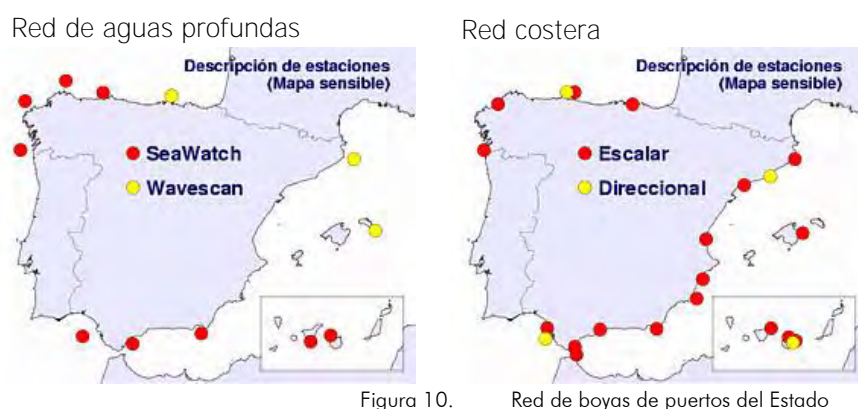 Red de aguas profundas
Descripción de estaciones
(Mapa sensible)
SeaWatch
Wavescan
Red costera
Descripción de estaciones
(Mapa sensible)
Escalar
Direccional
Figura 10. Red de boyas de puertos del Estado